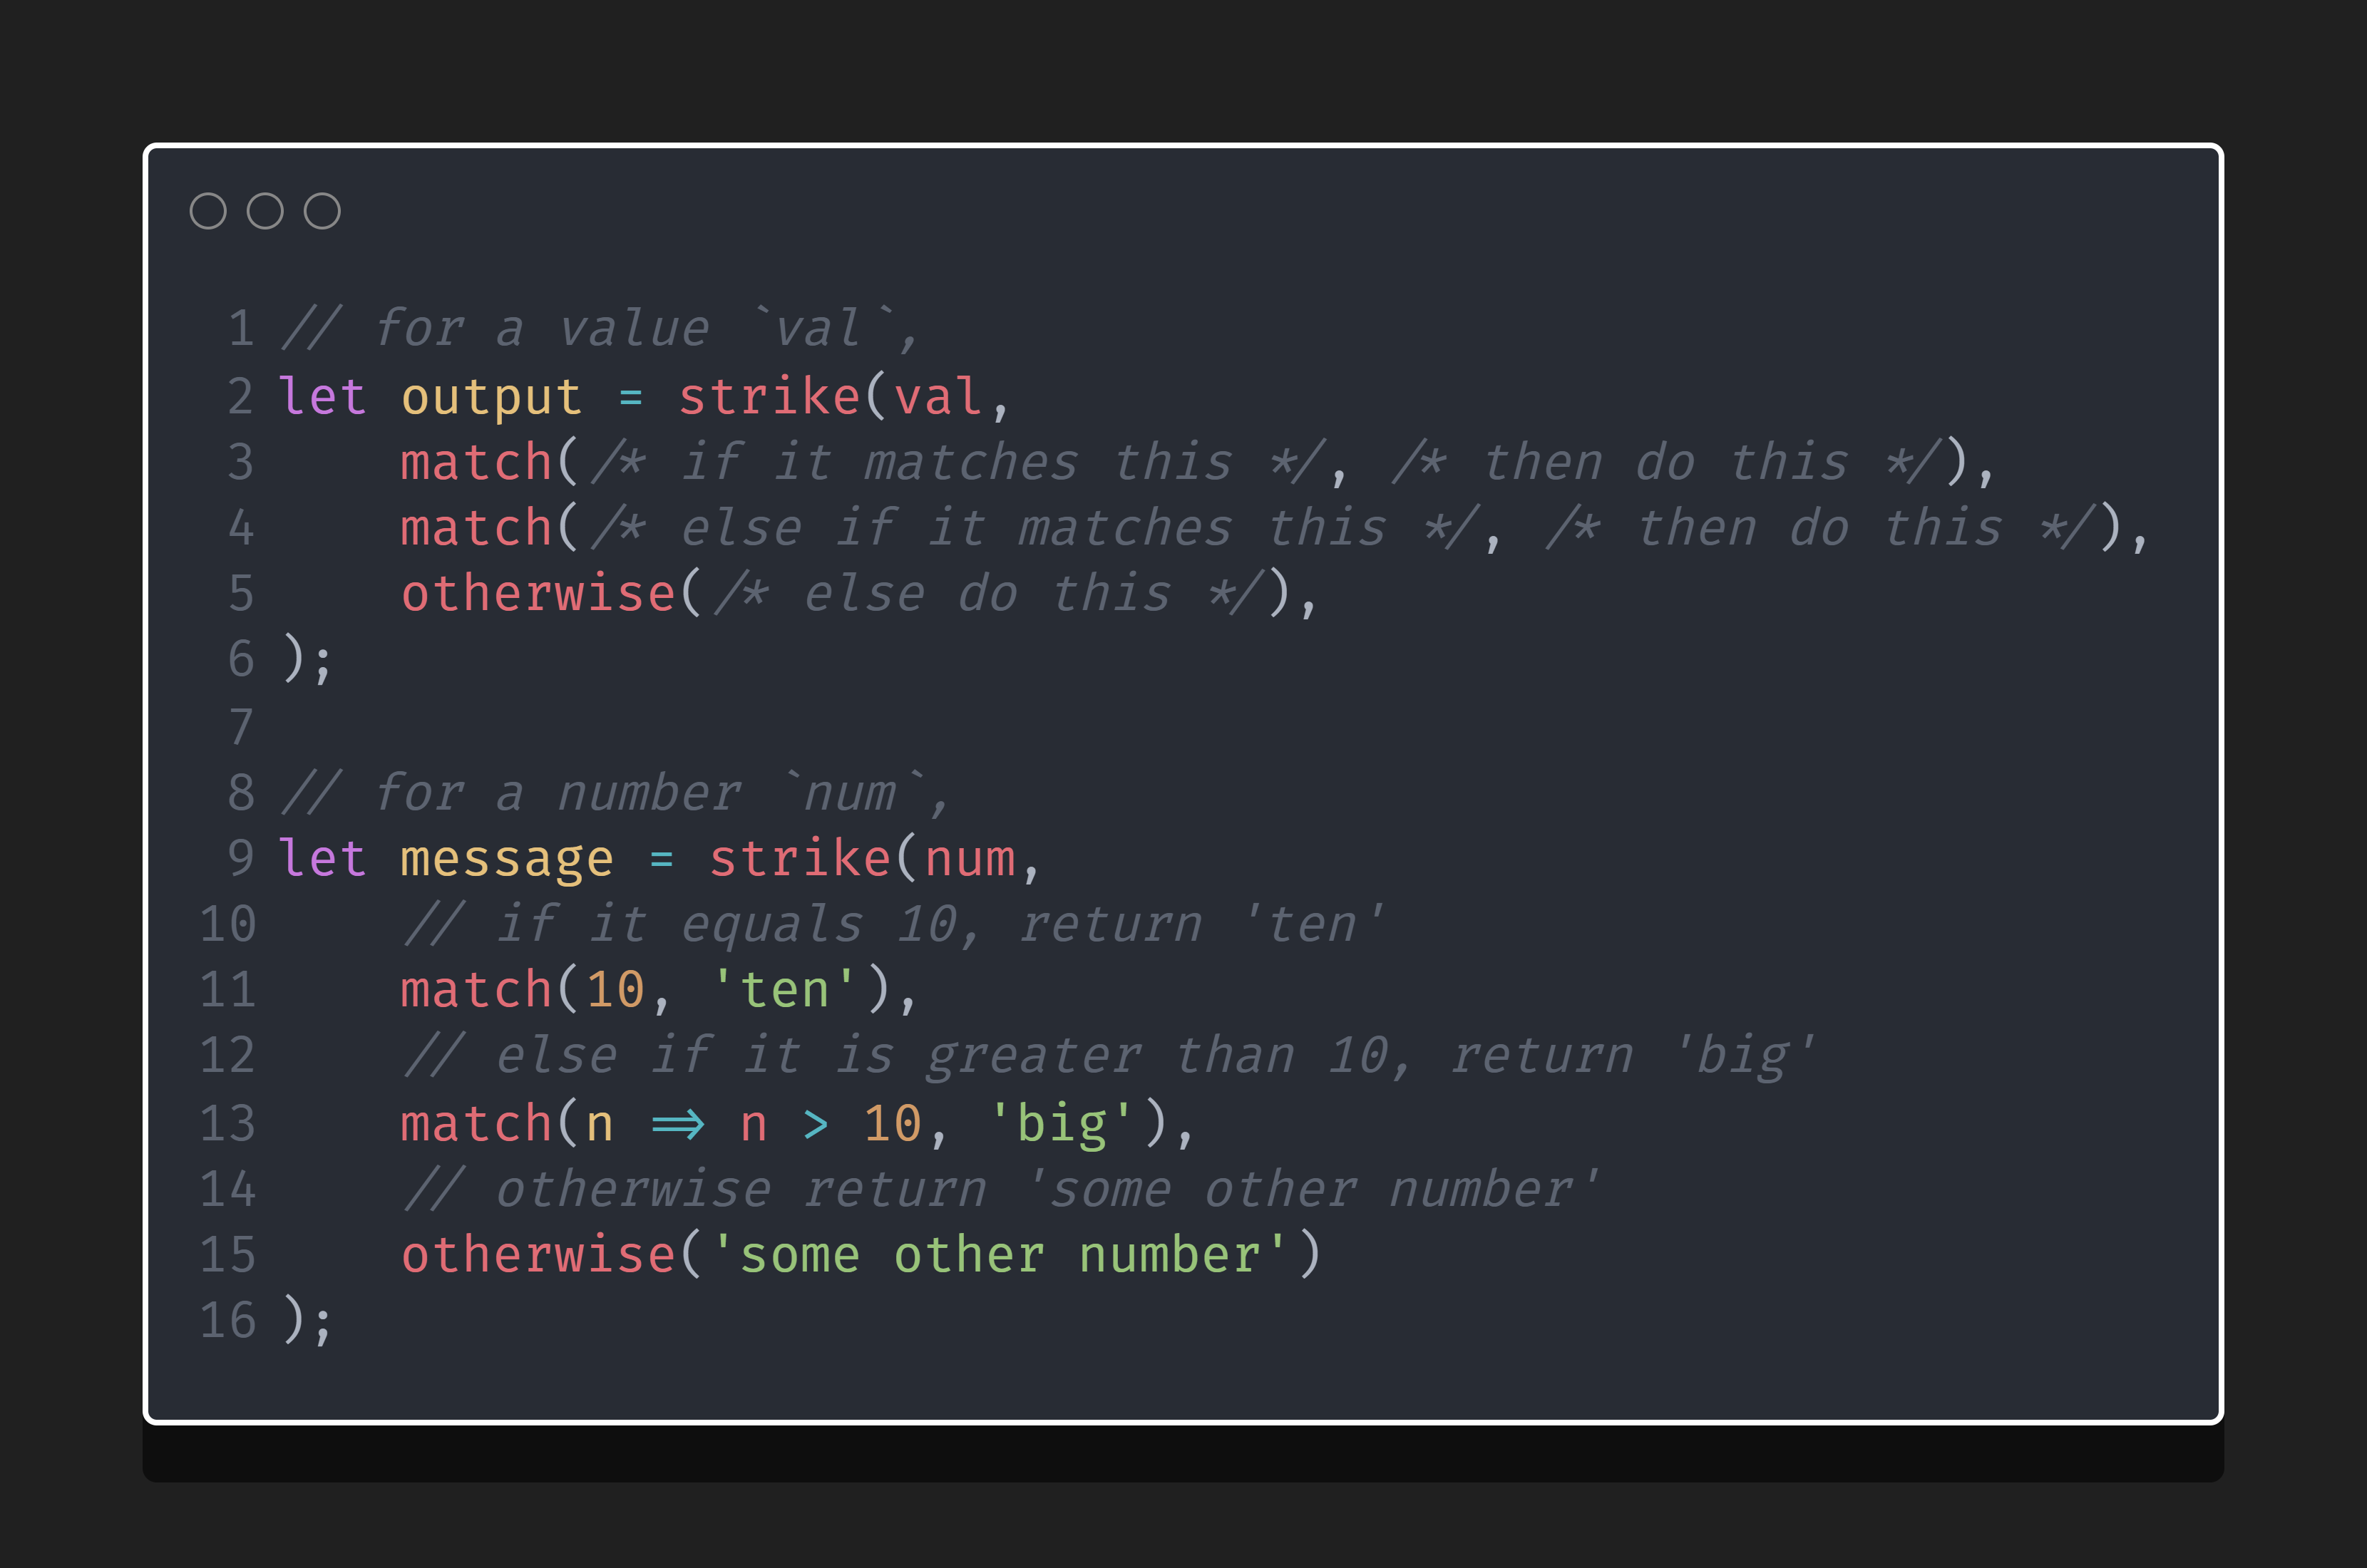 1 // for a value `val`,
2 let output = strike(val,
3     match(/* if it matches this */, /* then do this */),
4     match(/* else if it matches this */, /* then do this */),
5     otherwise(/* else do this */),
6 );
7
8 // for a number `num`,
9 let message = strike(num,
10     // if it equals 10, return 'ten'
11     match(10, 'ten'),
12     // else if it is greater than 10, return 'big'
13     match(n => n > 10, 'big'),
14     // otherwise return 'some other number'
15     otherwise('some other number')
16 );